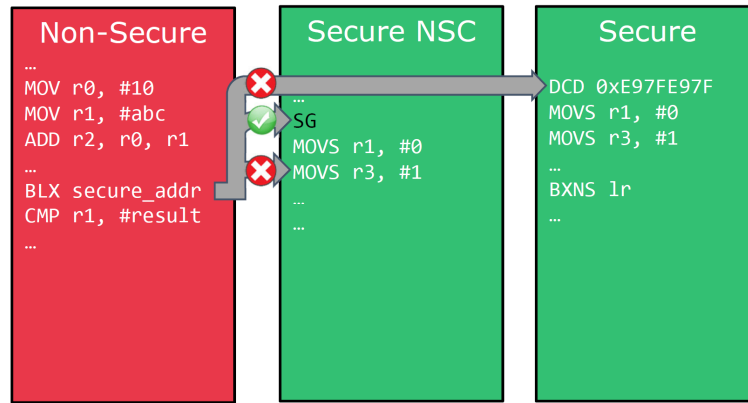 Non-Secure
…
MOV r0, #10
MOV r1, #abc
ADD r2, r0, r1
…
BLX secure_addr
CMP r1, #result
…
Secure NSC
…
SG
MOVS r1, #0
MOVS r3, #1
…
…
Secure
DCD 0xE97FE97F
MOVS r1, #0
MOVS r3, #1
…
BXNS lr
…